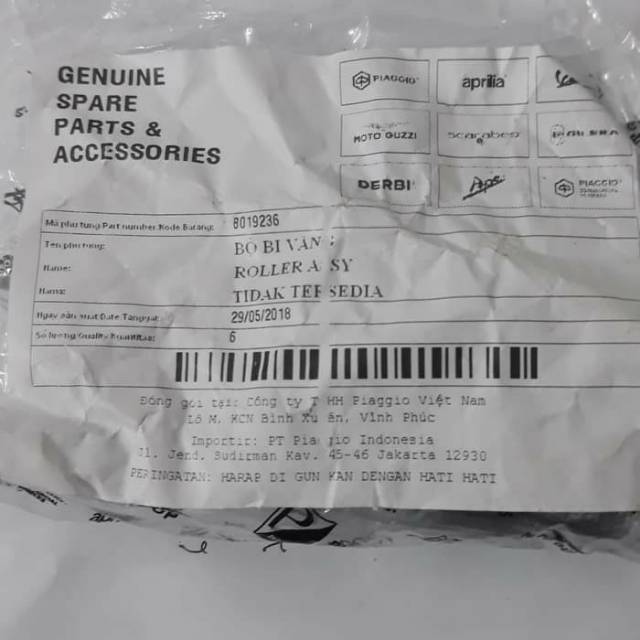 GENUINE
SPARE
PARTS &
ACCESSORIES
PIAGGIO
aprilia
MOTO GUZZI
scarabeo
DERBI
Ape
PIAGGIO
Mã phụ tùng Part number Kode Barang: 8019236
Tên phụ tùng: BỘ BI VĂNG
Name: ROLLER ASSY
Nama: TIDAK TERSEDIA
Ngày sản xuất Date Tanggal: 29/05/2018
Số lượng Quality Kuantitas: 6
Đóng gói tại: Công ty TNHH Piaggio Việt Nam
Lô M, KCN Bình Xuyên, Vĩnh Phúc
Importir: PT Piaggio Indonesia
Jl. Jend. Sudirman Kav. 45-46 Jakarta 12930
PERINGATAN: HARAP DI GUNAKAN DENGAN HATI HATI